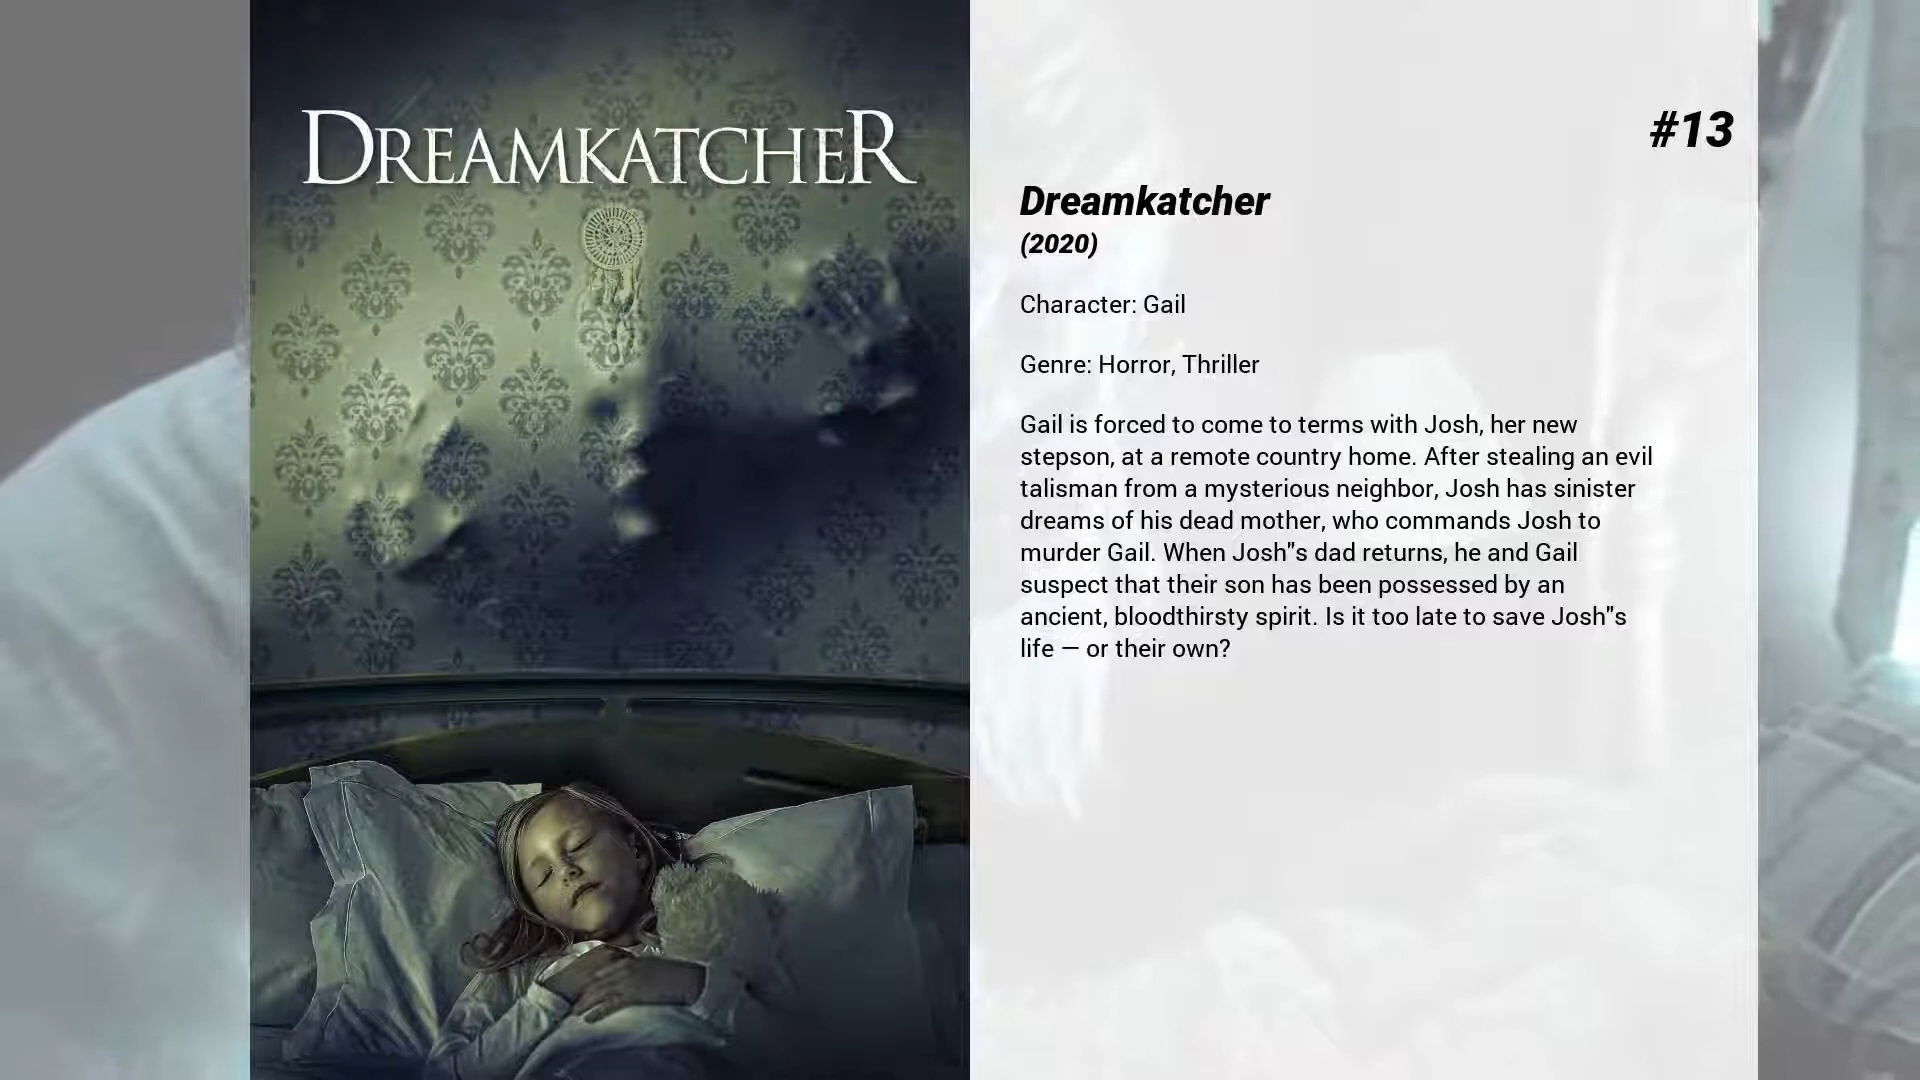 DREAMKATCHER
#13
Dreamkatcher
(2020)
Character: Gail
Genre: Horror, Thriller
Gail is forced to come to terms with Josh, her new
stepson, at a remote country home. After stealing an evil
talisman from a mysterious neighbor, Josh has sinister
dreams of his dead mother, who commands Josh to
murder Gail. When Josh"s dad returns, he and Gail
suspect that their son has been possessed by an
ancient, bloodthirsty spirit. Is it too late to save Josh"s
life — or their own?